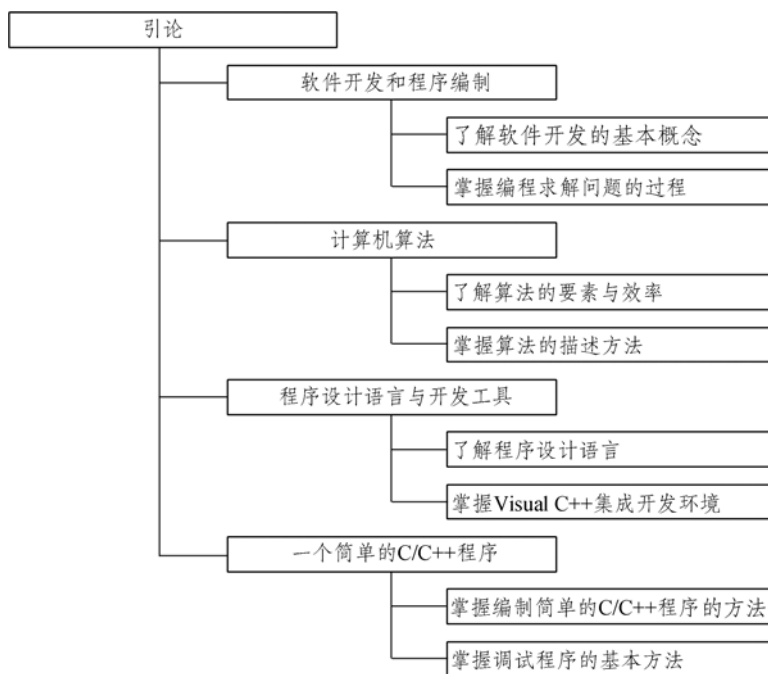 引论
软件开发和程序编制
了解软件开发的基本概念
掌握编程求解问题的过程
计算机算法
了解算法的要素与效率
掌握算法的描述方法
程序设计语言与开发工具
了解程序设计语言
掌握Visual C++集成开发环境
一个简单的C/C++程序
掌握编制简单的C/C++程序的方法
掌握调试程序的基本方法